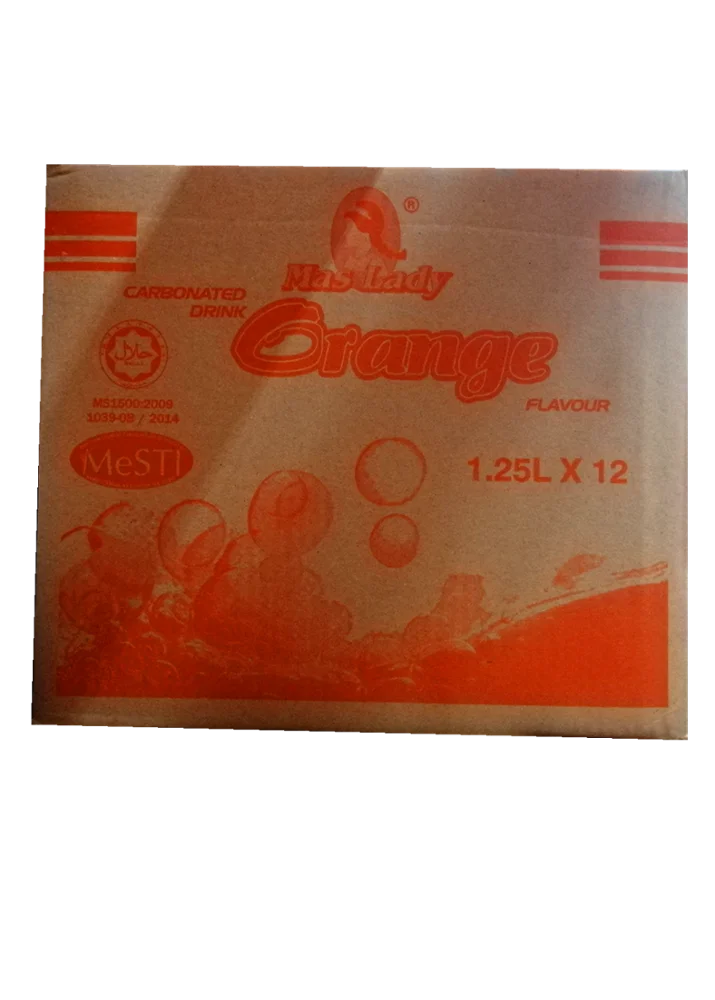 ®
Mas Lady
CARBONATED
DRINK
Orange
FLAVOUR
حلال
MS1500:2009
1039-08 / 2014
MeSTI
1.25L X 12